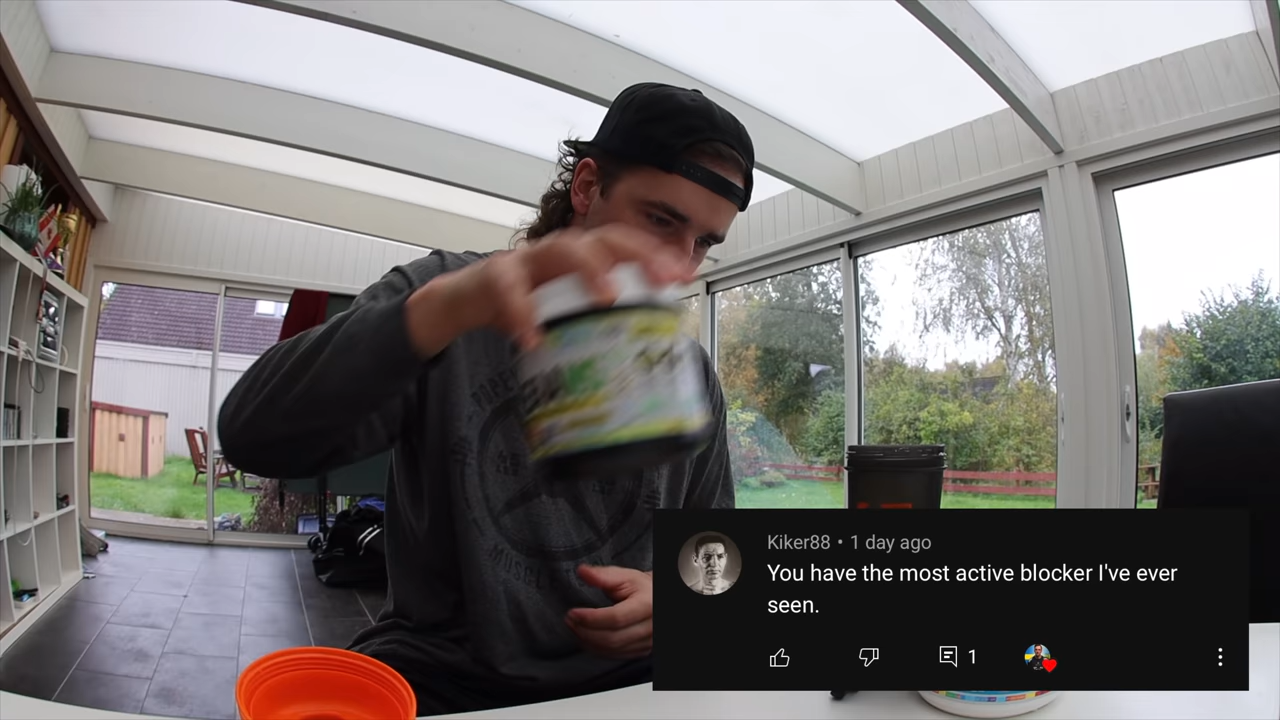 Kiker88 • 1 day ago
You have the most active blocker I've ever
seen.
1